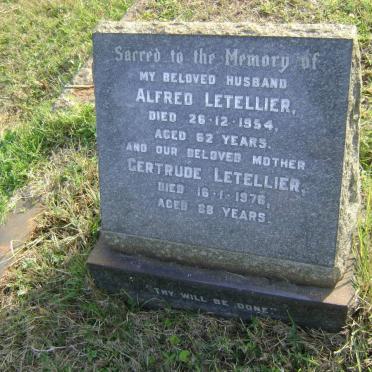 Sacred to the Memory of
MY BELOVED HUSBAND
ALFRED LETELLIER,
DIED 26-12-1954,
AGED 62 YEARS.
AND OUR BELOVED MOTHER
GERTRUDE LETELLIER,
DIED 16-1-1976,
AGED 88 YEARS.
"THY WILL BE DONE"